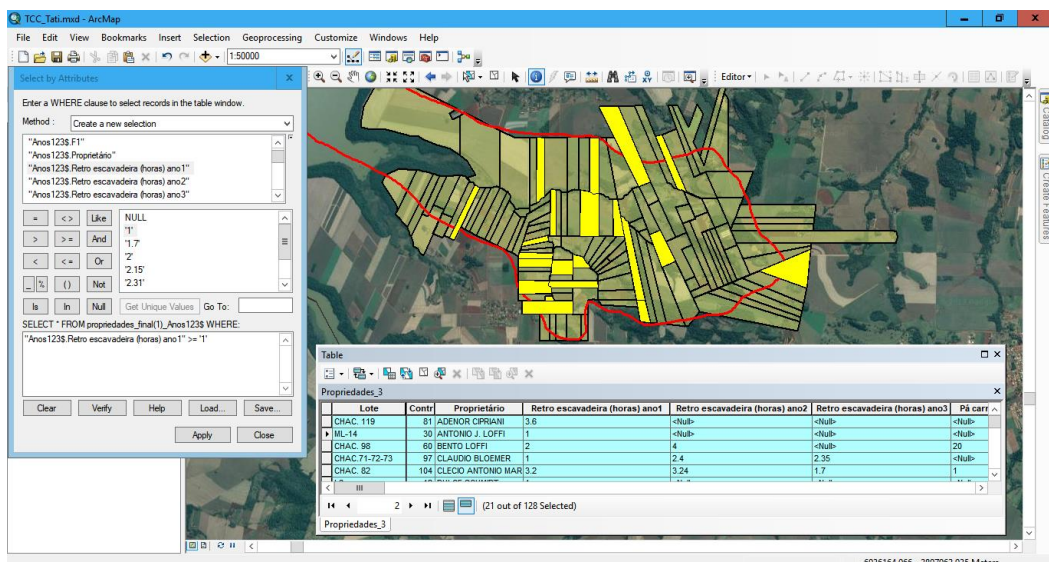 TCC_Tati.mxd - ArcMap
File Edit View Bookmarks Insert Selection Geoprocessing Customize Windows Help
1:50000
Editor
Select by Attributes
Enter a WHERE clause to select records in the table window.
Method : Create a new selection
"Anos123$.F1"
"Anos123$.Proprietário"
"Anos123$.Retro escavadeira (horas) ano1"
"Anos123$.Retro escavadeira (horas) ano2"
"Anos123$.Retro escavadeira (horas) ano3"
= < > Like NULL
'1'
> > = And '1.7'
< < = Or '2'
'2.15'
_ % ( ) Not '2.31'
Is In Null Get Unique Values Go To:
SELECT * FROM propriedades_final(1)_Anos123$ WHERE:
"Anos123$.Retro escavadeira (horas) ano1" >= '1'
Clear Verify Help Load... Save...
Apply Close
Catalog
Create Features
Table
Propriedades_3
Lote Contr Proprietário Retro escavadeira (horas) ano1 Retro escavadeira (horas) ano2 Retro escavadeira (horas) ano3 Pá carr
CHAC. 119 81 ADENOR CIPRIANI 3.6 <Null> <Null> <Null>
ML-14 30 ANTONIO J. LOFFI 1 <Null> <Null> <Null>
CHAC. 98 60 BENTO LOFFI 2 4 <Null> 20
CHAC.71-72-73 97 CLAUDIO BLOEMER 1 2.4 2.35 <Null>
CHAC. 82 104 CLECIO ANTONIO MAR 3.2 3.24 1.7 1
2 (21 out of 128 Selected)
Propriedades_3